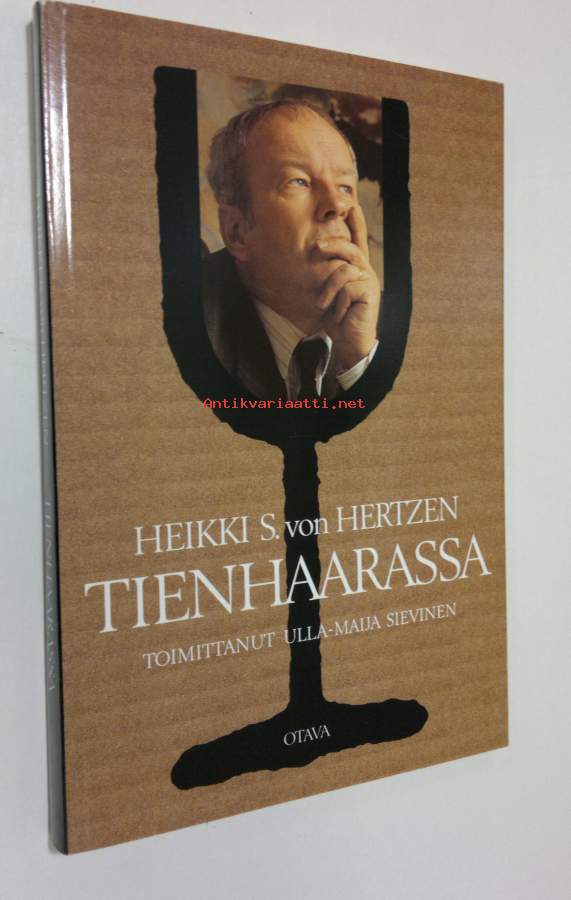 Antikvariaatti.net
HEIKKI S. von HERTZEN
TIENHAARASSA
TOIMITTANUT ULLA-MAIJA SIEVINEN
OTAVA